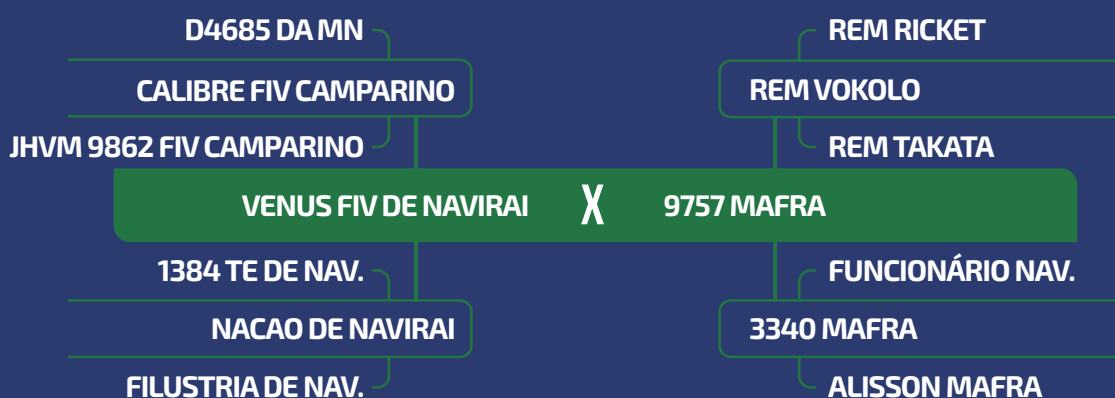 D4685 DA MN
REM RICKET
CALIBRE FIV CAMPARINO
REM VOKOLO
JHVM 9862 FIV CAMPARINO
REM TAKATA
VENUS FIV DE NAVIRAI X 9757 MAFRA
1384 TE DE NAV.
FUNCIONÁRIO NAV.
NACAO DE NAVIRAI
3340 MAFRA
FILUSTRIA DE NAV.
ALISSON MAFRA